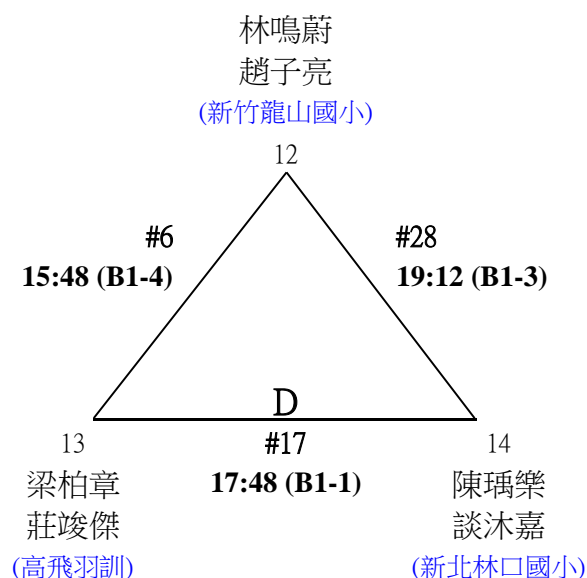 林鳴蔚
趙子亮
(新竹龍山國小)
12
#6
#28
15:48 (B1-4)
19:12 (B1-3)
D
13
#17
14
梁柏章
17:48 (B1-1)
陳瑀樂
莊竣傑
談沐嘉
(高飛羽訓)
(新北林口國小)